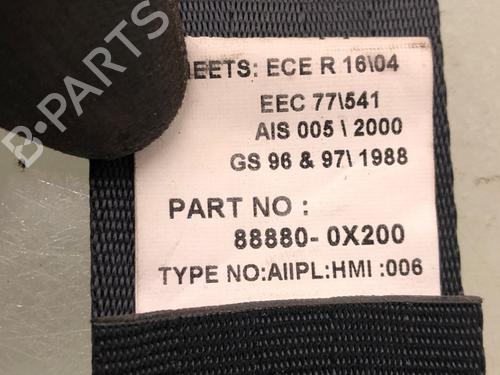 MEETS: ECE R 16\04
EEC 77\541
AIS 005 \ 2000
GS 96 & 97\ 1988
PART NO :
88880- 0X200
TYPE NO:AIIPL:HMI :006
B-PARTS